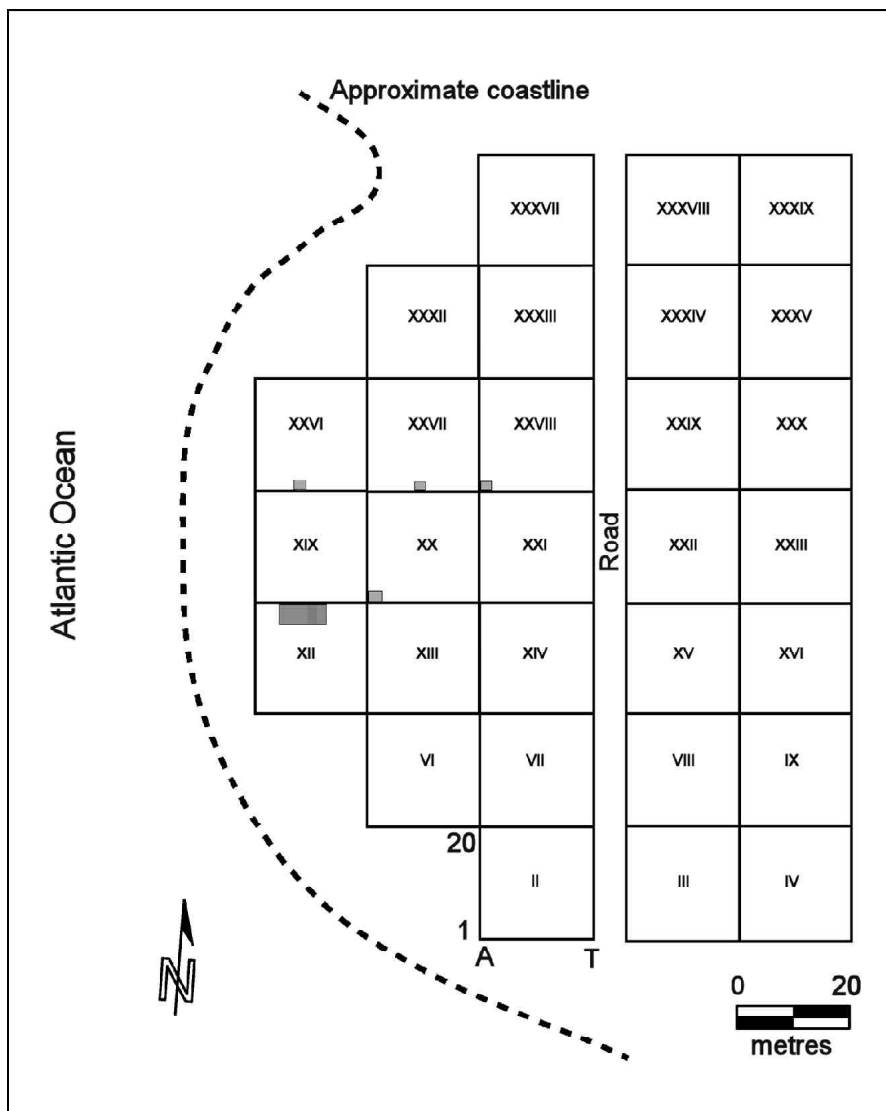 Approximate coastline
XXXVII XXXVIII XXXIX
XXXII XXXIII XXXIV XXXV
XXVI XXVII XXVIII XXIX XXX
Atlantic Ocean
XIX XX XXI Road XXII XXIII
XII XIII XIV XV XVI
VI VII VIII IX
20
II III IV
1
A T
N
0 20
metres